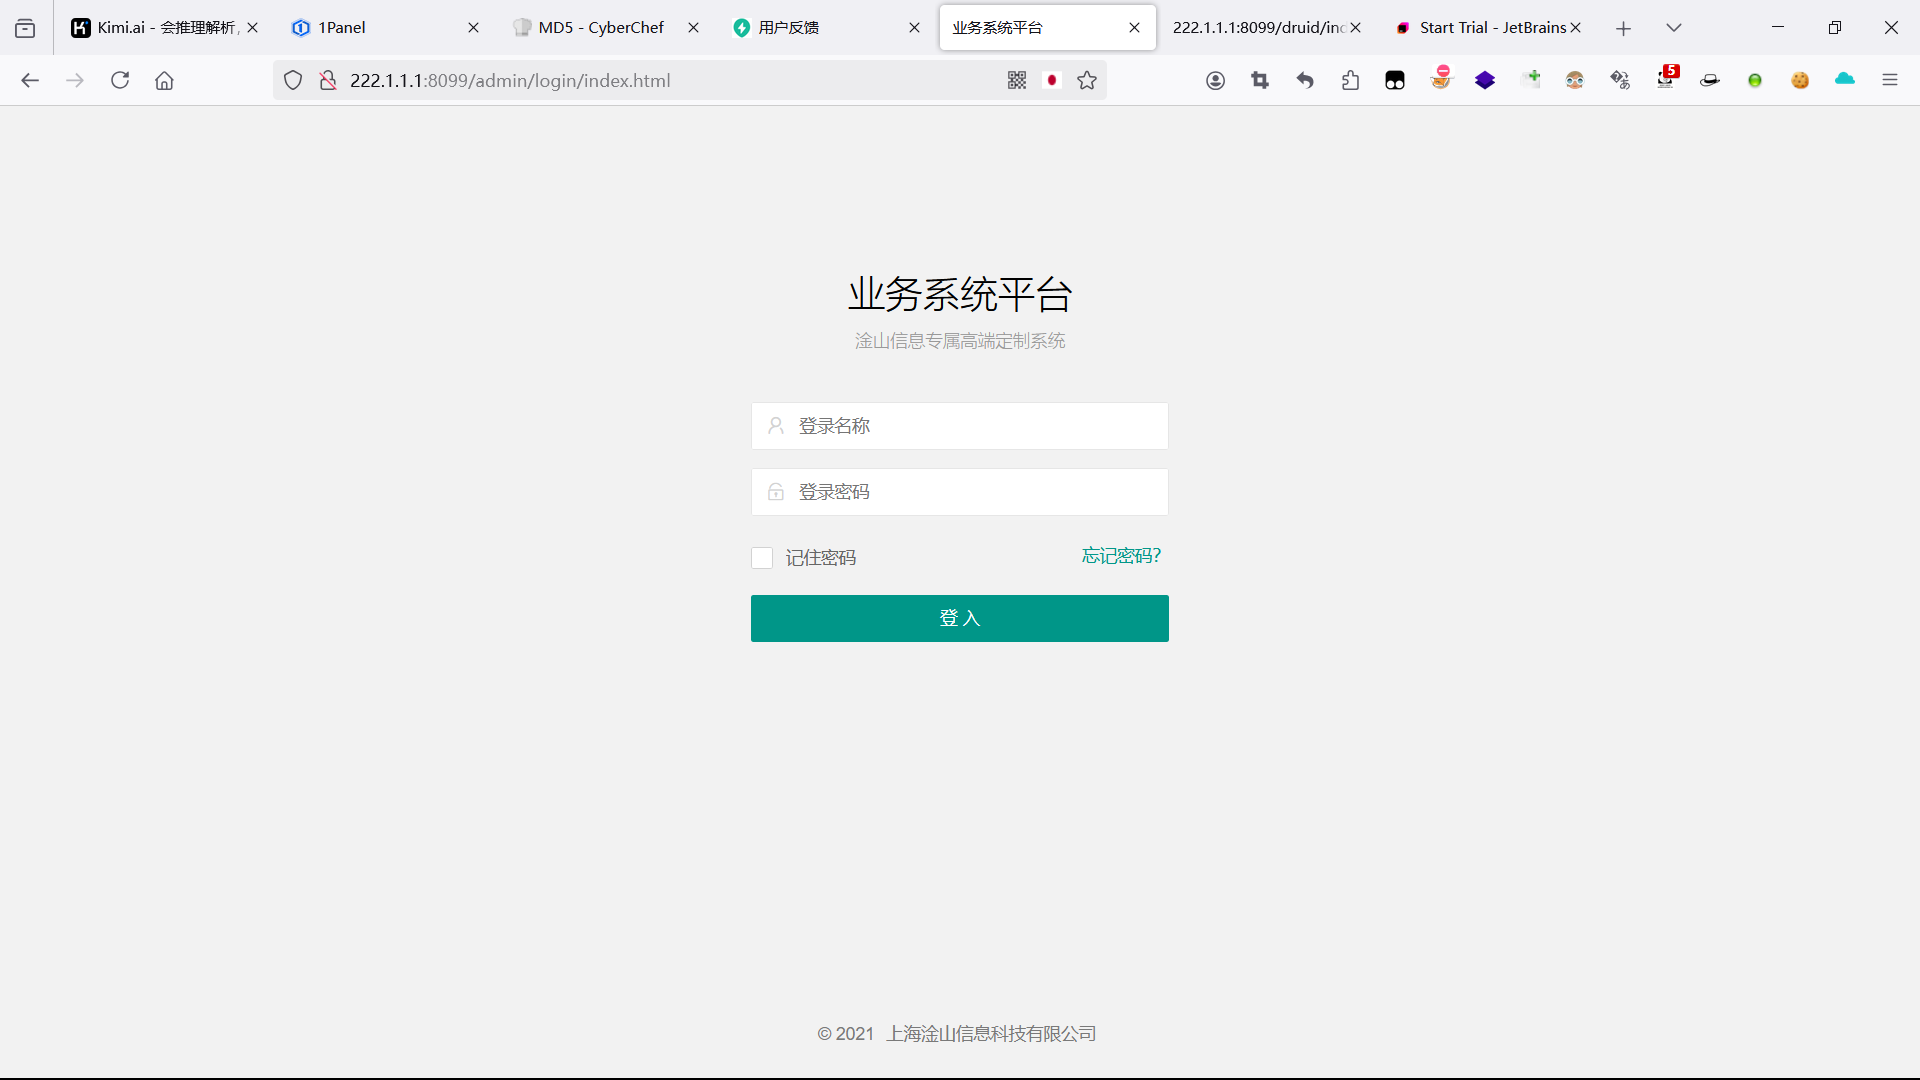 Kimi.ai - 会推理解析,
1Panel
MD5 - CyberChef
用户反馈
业务系统平台
222.1.1.1:8099/druid/ind
Start Trial - JetBrains
222.1.1.1:8099/admin/login/index.html
5
业务系统平台
淦山信息专属高端定制系统
登录名称
登录密码
记住密码
忘记密码?
登 入
© 2021 上海淦山信息科技有限公司